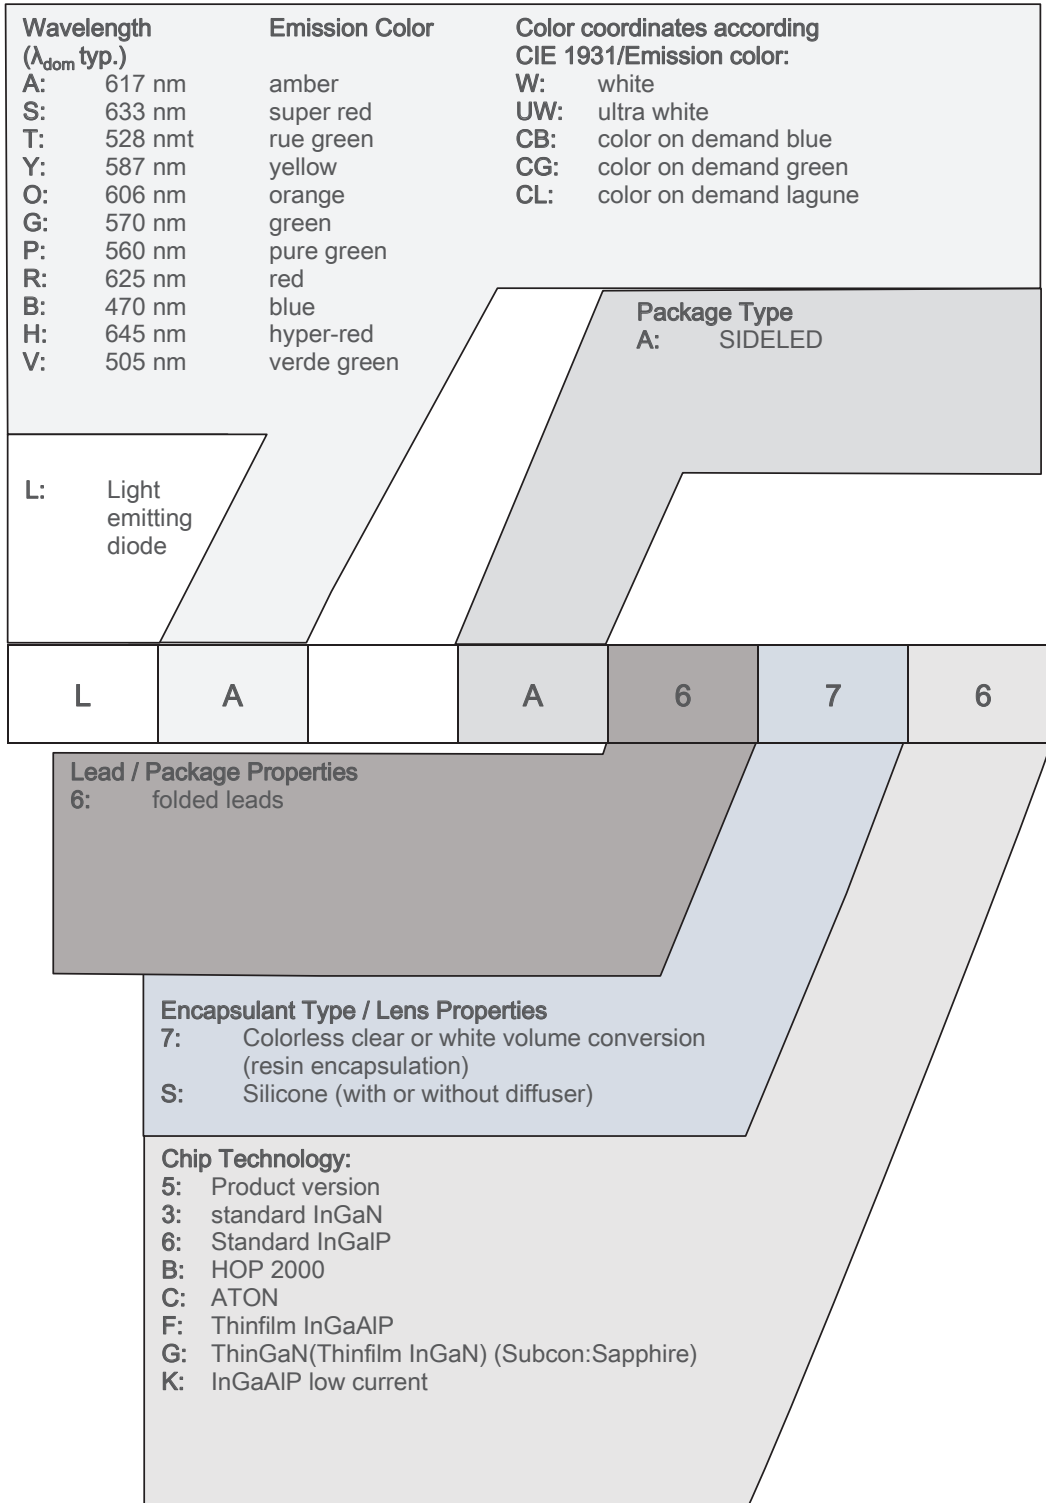 Wavelength Emission Color
(λdom typ.)
A: 617 nm amber
S: 633 nm super red
T: 528 nmt rue green
Y: 587 nm yellow
O: 606 nm orange
G: 570 nm green
P: 560 nm pure green
R: 625 nm red
B: 470 nm blue
H: 645 nm hyper-red
V: 505 nm verde green
Color coordinates according
CIE 1931/Emission color:
W: white
UW: ultra white
CB: color on demand blue
CG: color on demand green
CL: color on demand lagune
Package Type
A: SIDELED
L: Light
emitting
diode
L A A 6 7 6
Lead / Package Properties
6: folded leads
Encapsulant Type / Lens Properties
7: Colorless clear or white volume conversion
(resin encapsulation)
S: Silicone (with or without diffuser)
Chip Technology:
5: Product version
3: standard InGaN
6: Standard InGalP
B: HOP 2000
C: ATON
F: Thinfilm InGaAlP
G: ThinGaN(Thinfilm InGaN) (Subcon:Sapphire)
K: InGaAlP low current